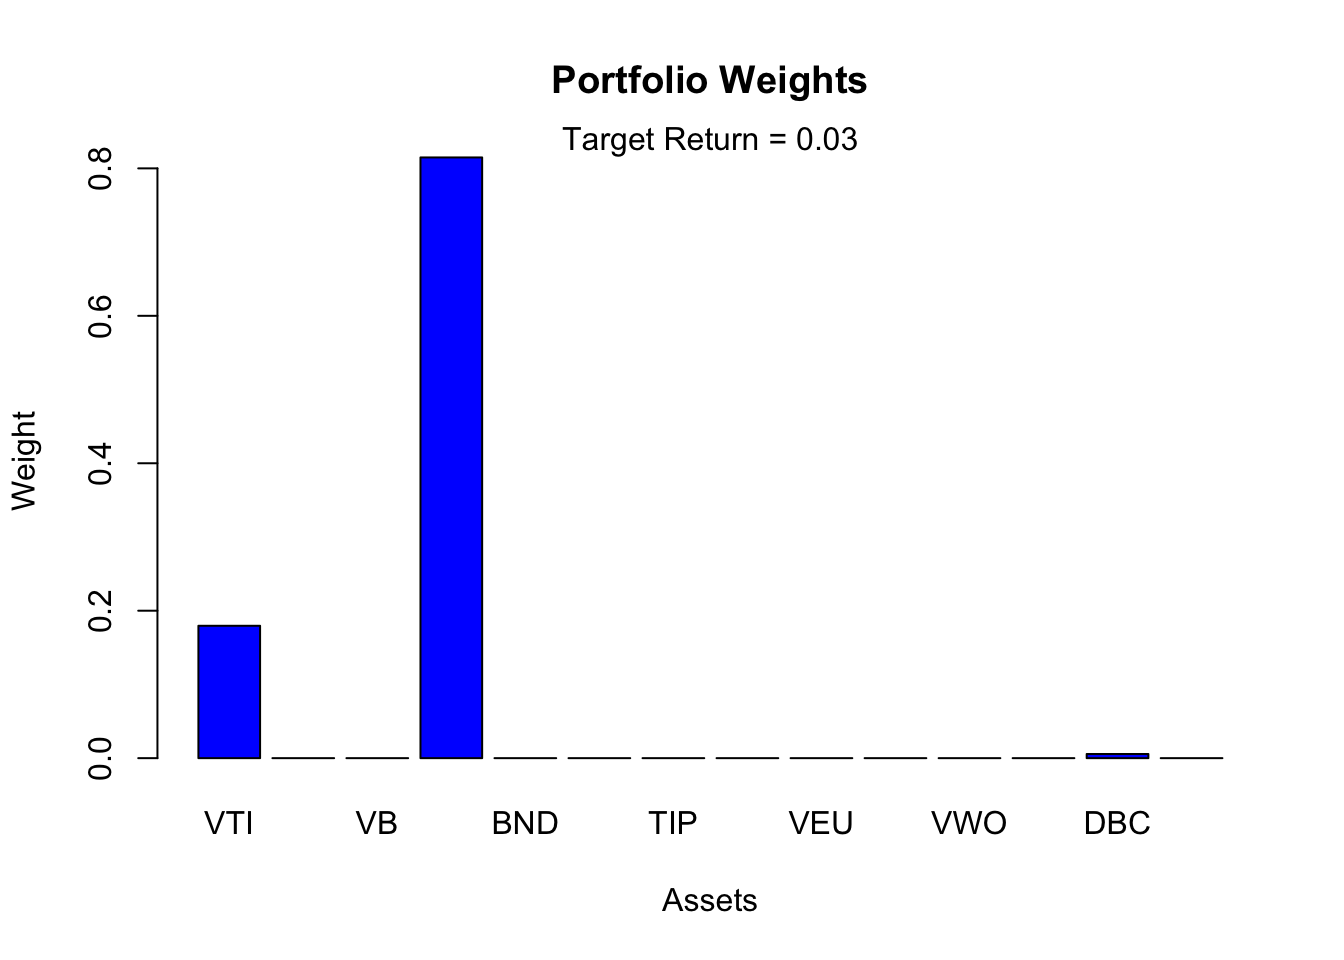 Portfolio Weights
Target Return = 0.03
Weight
0.8
0.6
0.4
0.2
0.0
VTI VB BND TIP VEU VWO DBC
Assets